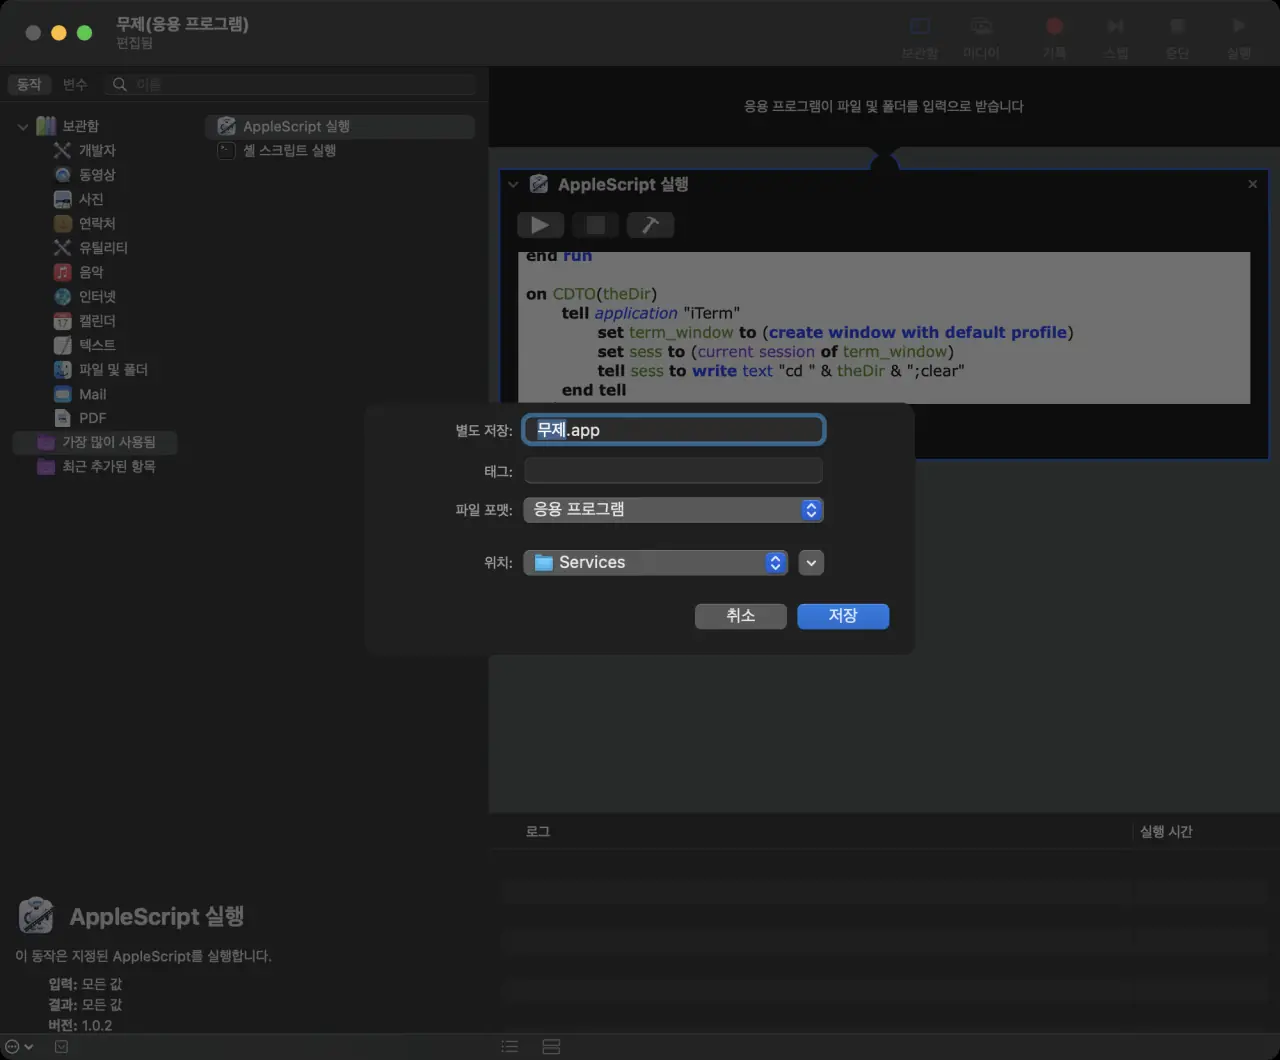 무제(응용 프로그램)
편집됨
보관함
미디어
기록
스텝
중단
실행
동작
변수
이름
보관함
개발자
동영상
사진
연락처
유틸리티
음악
인터넷
캘린더
텍스트
파일 및 폴더
Mail
PDF
가장 많이 사용됨
최근 추가된 항목
AppleScript 실행
셸 스크립트 실행
응용 프로그램이 파일 및 폴더를 입력으로 받습니다
AppleScript 실행
end run
on CDTO(theDir)
tell application "iTerm"
set term_window to (create window with default profile)
set sess to (current session of term_window)
tell sess to write text "cd " & theDir & ";clear"
end tell
별도 저장: 무제.app
태그:
파일 포맷: 응용 프로그램
위치: Services
취소
저장
로그
실행 시간
AppleScript 실행
이 동작은 지정된 AppleScript를 실행합니다.
입력: 모든 값
결과: 모든 값
버전: 1.0.2